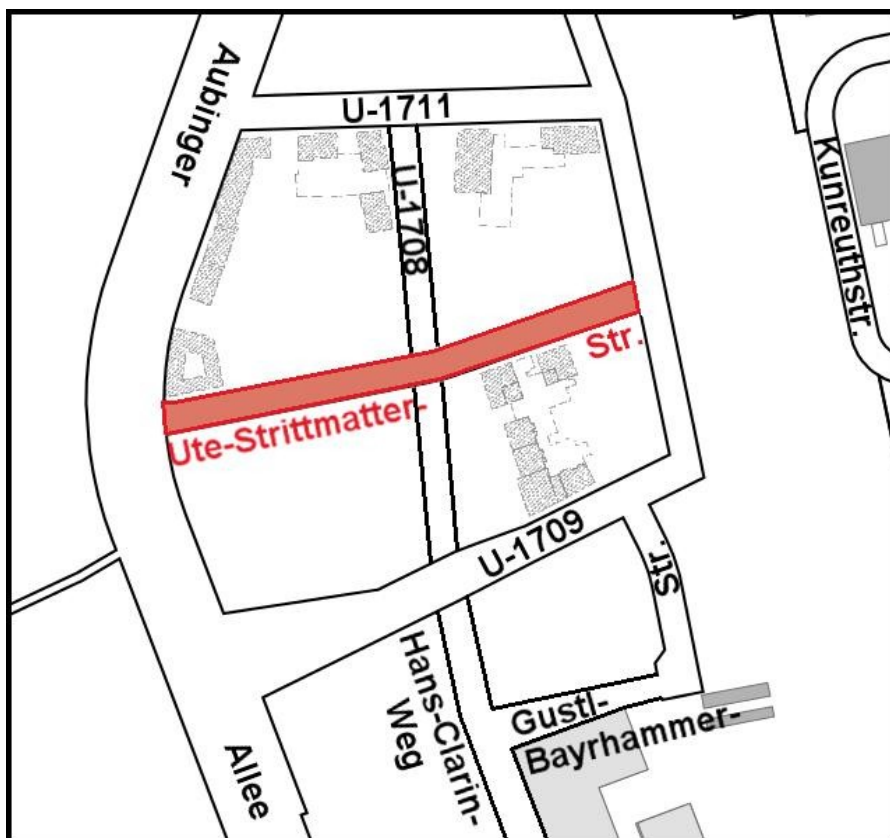 Aubinger
U-1711
U-1708
Kunreuthstr.
Str.
Ute-Strittmatter-
U-1709
Str.
Hans-Clarin-
Weg
Gustl-
Bayrhammer-
Allee